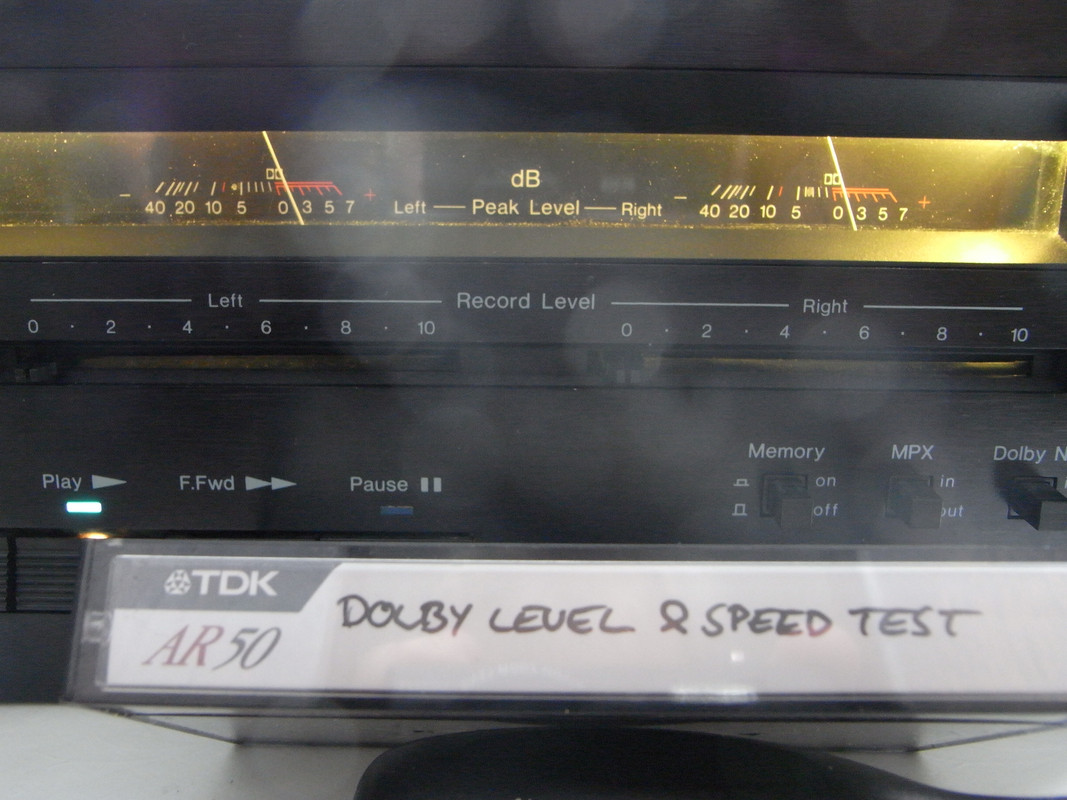 dB
− 40 20 10 5 0 3 5 7 +
Left Peak Level Right
− 40 20 10 5 0 3 5 7 +
Left Record Level Right
0 · 2 · 4 · 6 · 8 · 10
0 · 2 · 4 · 6 · 8 · 10
Memory MPX Dolby N
Play F.Fwd Pause
on in
off out
TDK
AR50
DOLBY LEVEL & SPEED TEST